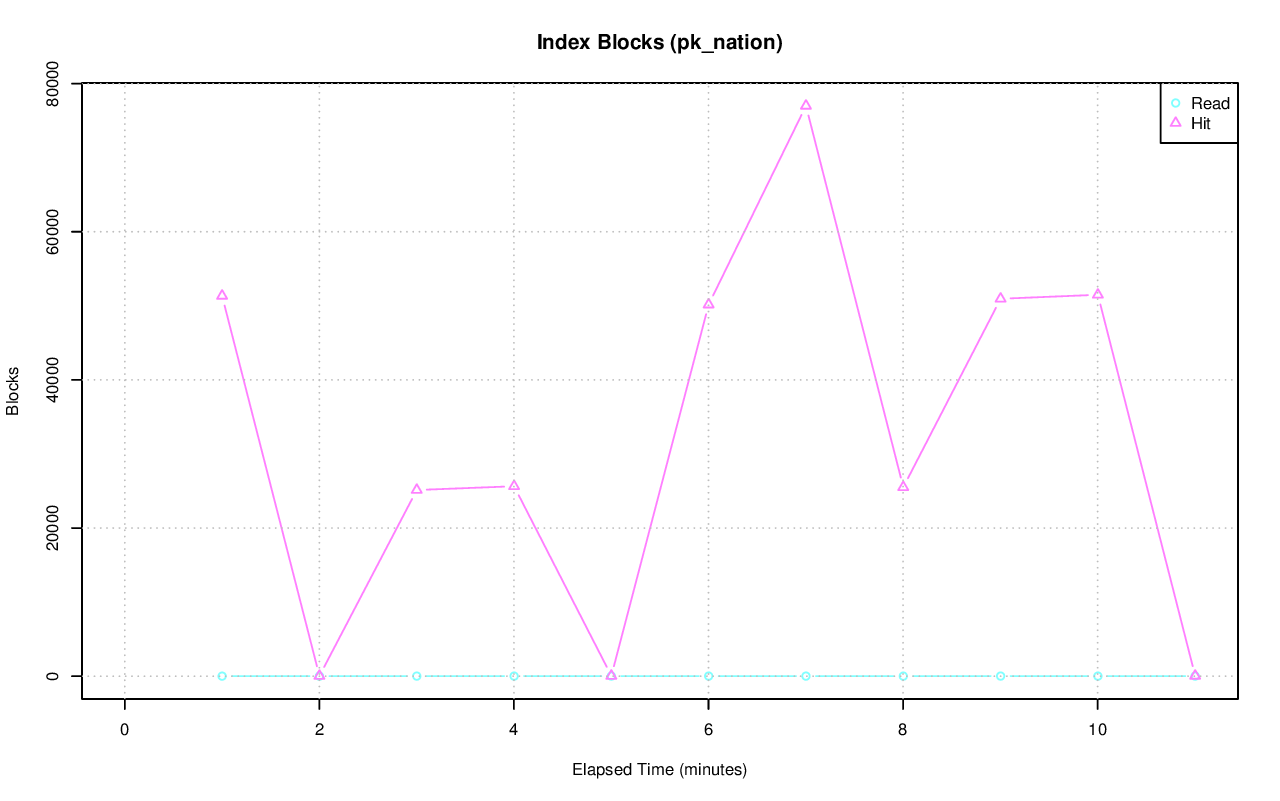 Index Blocks (pk_nation)
Read
Hit
80000
60000
40000
20000
0
Blocks
0 2 4 6 8 10
Elapsed Time (minutes)